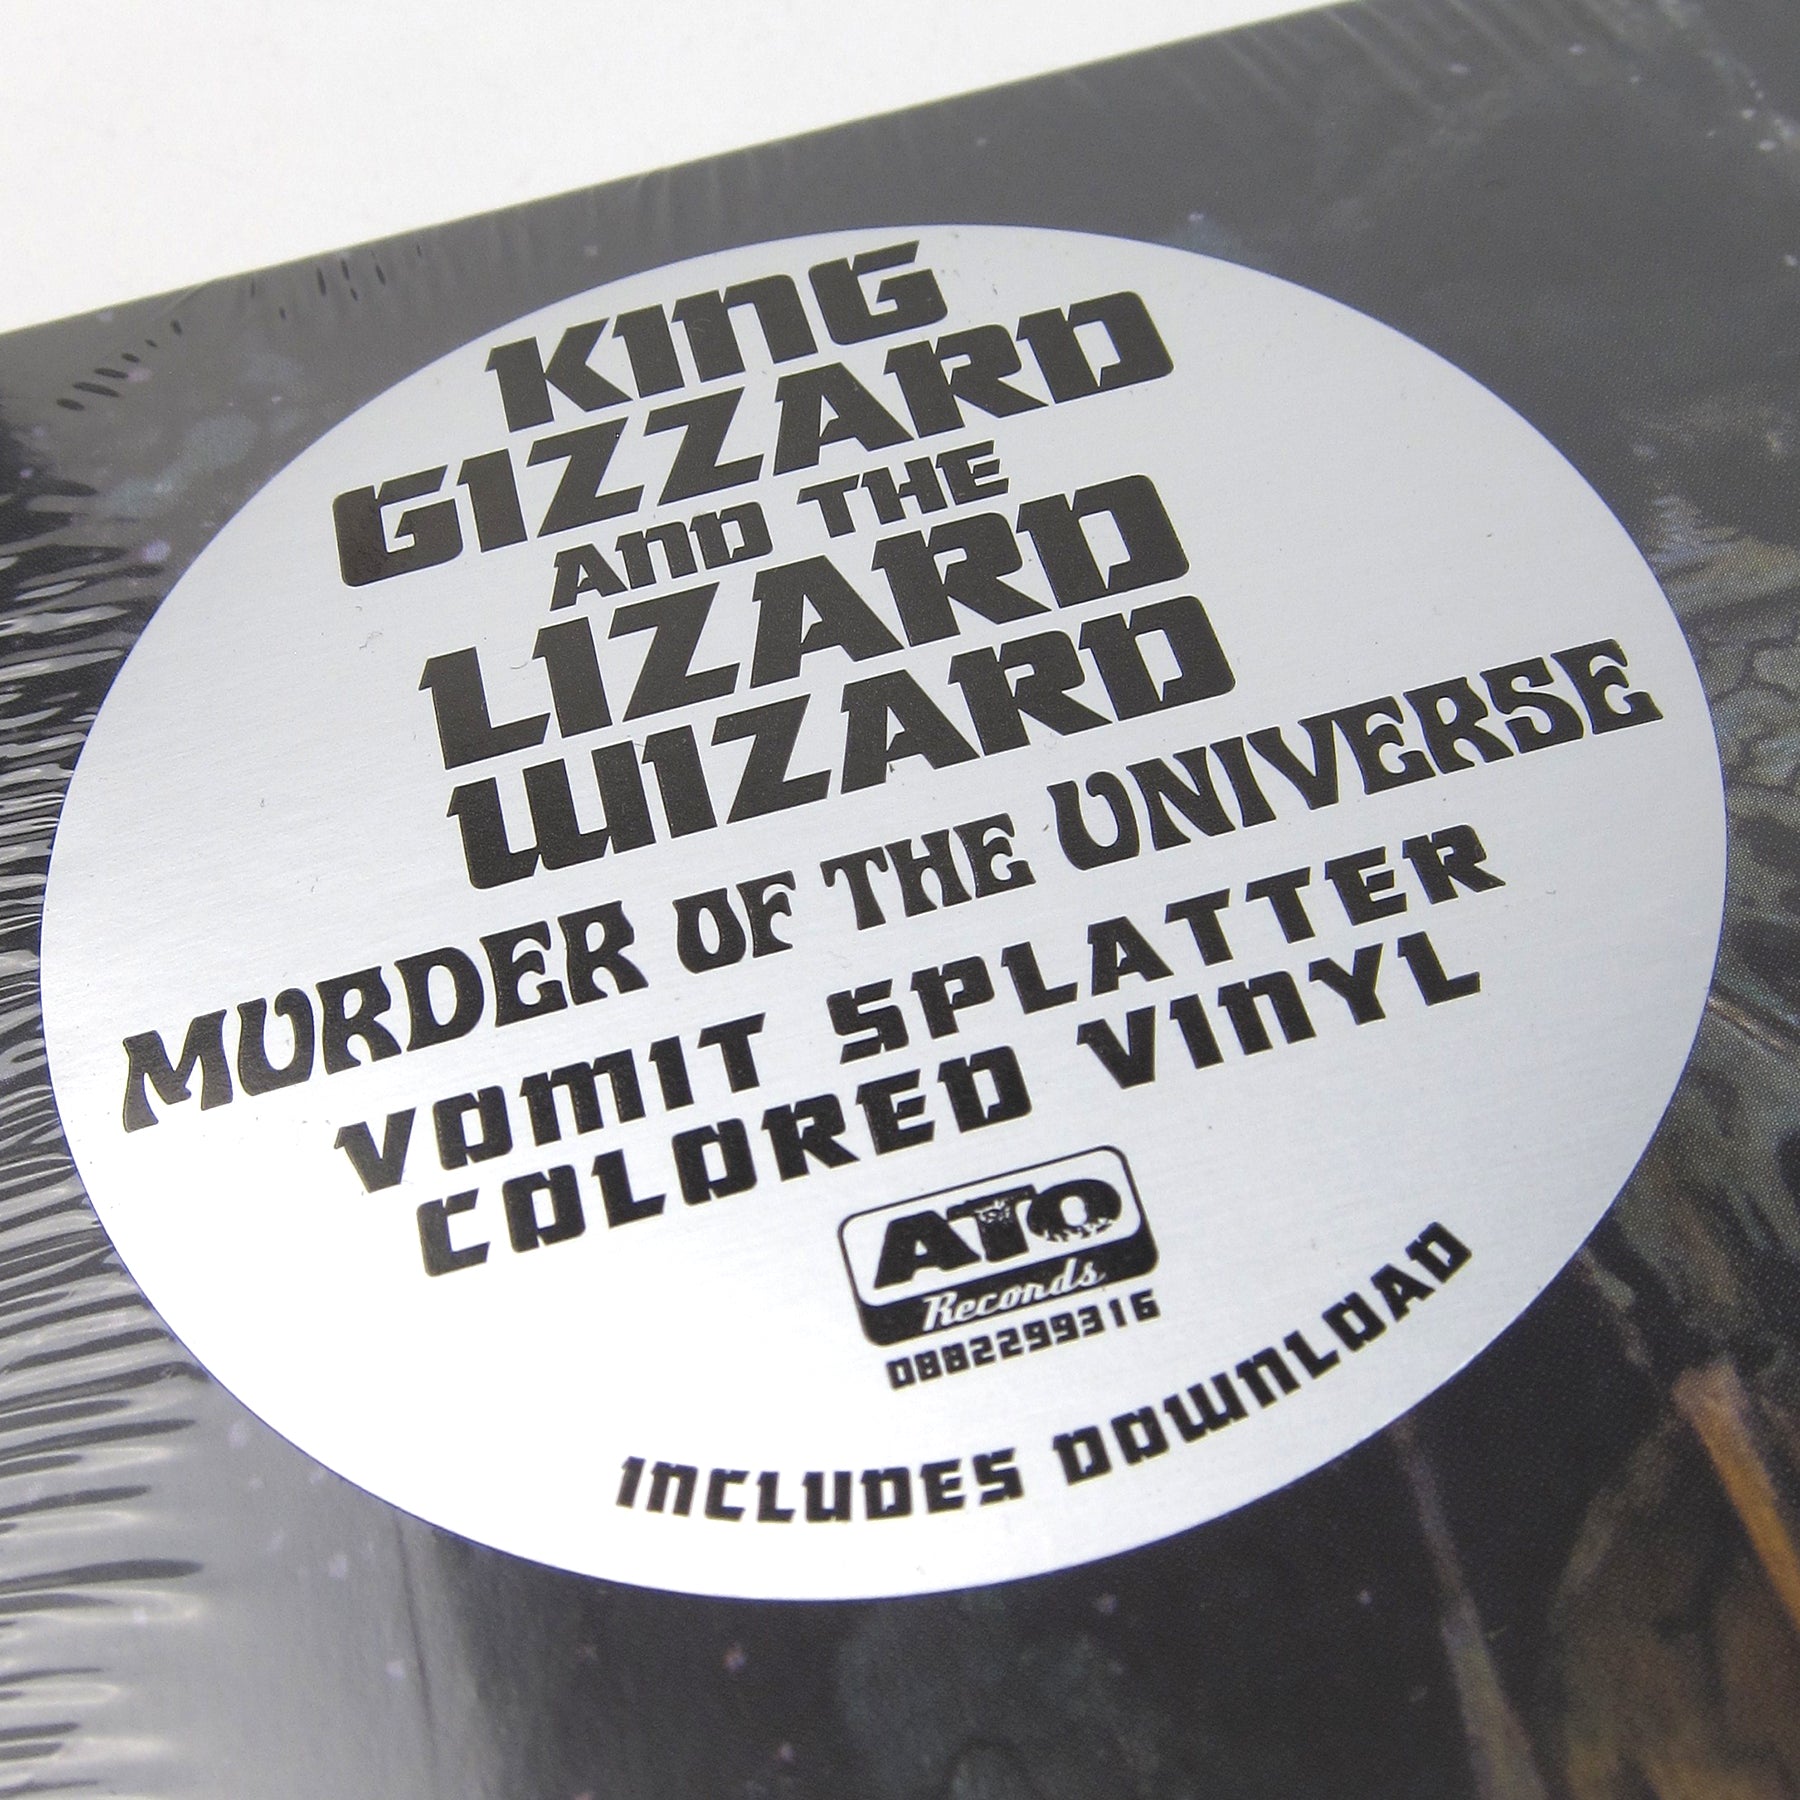 KING
GIZZARD
AND THE
LIZARD
WIZARD
MURDER OF THE UNIVERSE
VOMIT SPLATTER
COLORED VINYL
ATO
Records
0882299316
INCLUDES DOWNLOAD